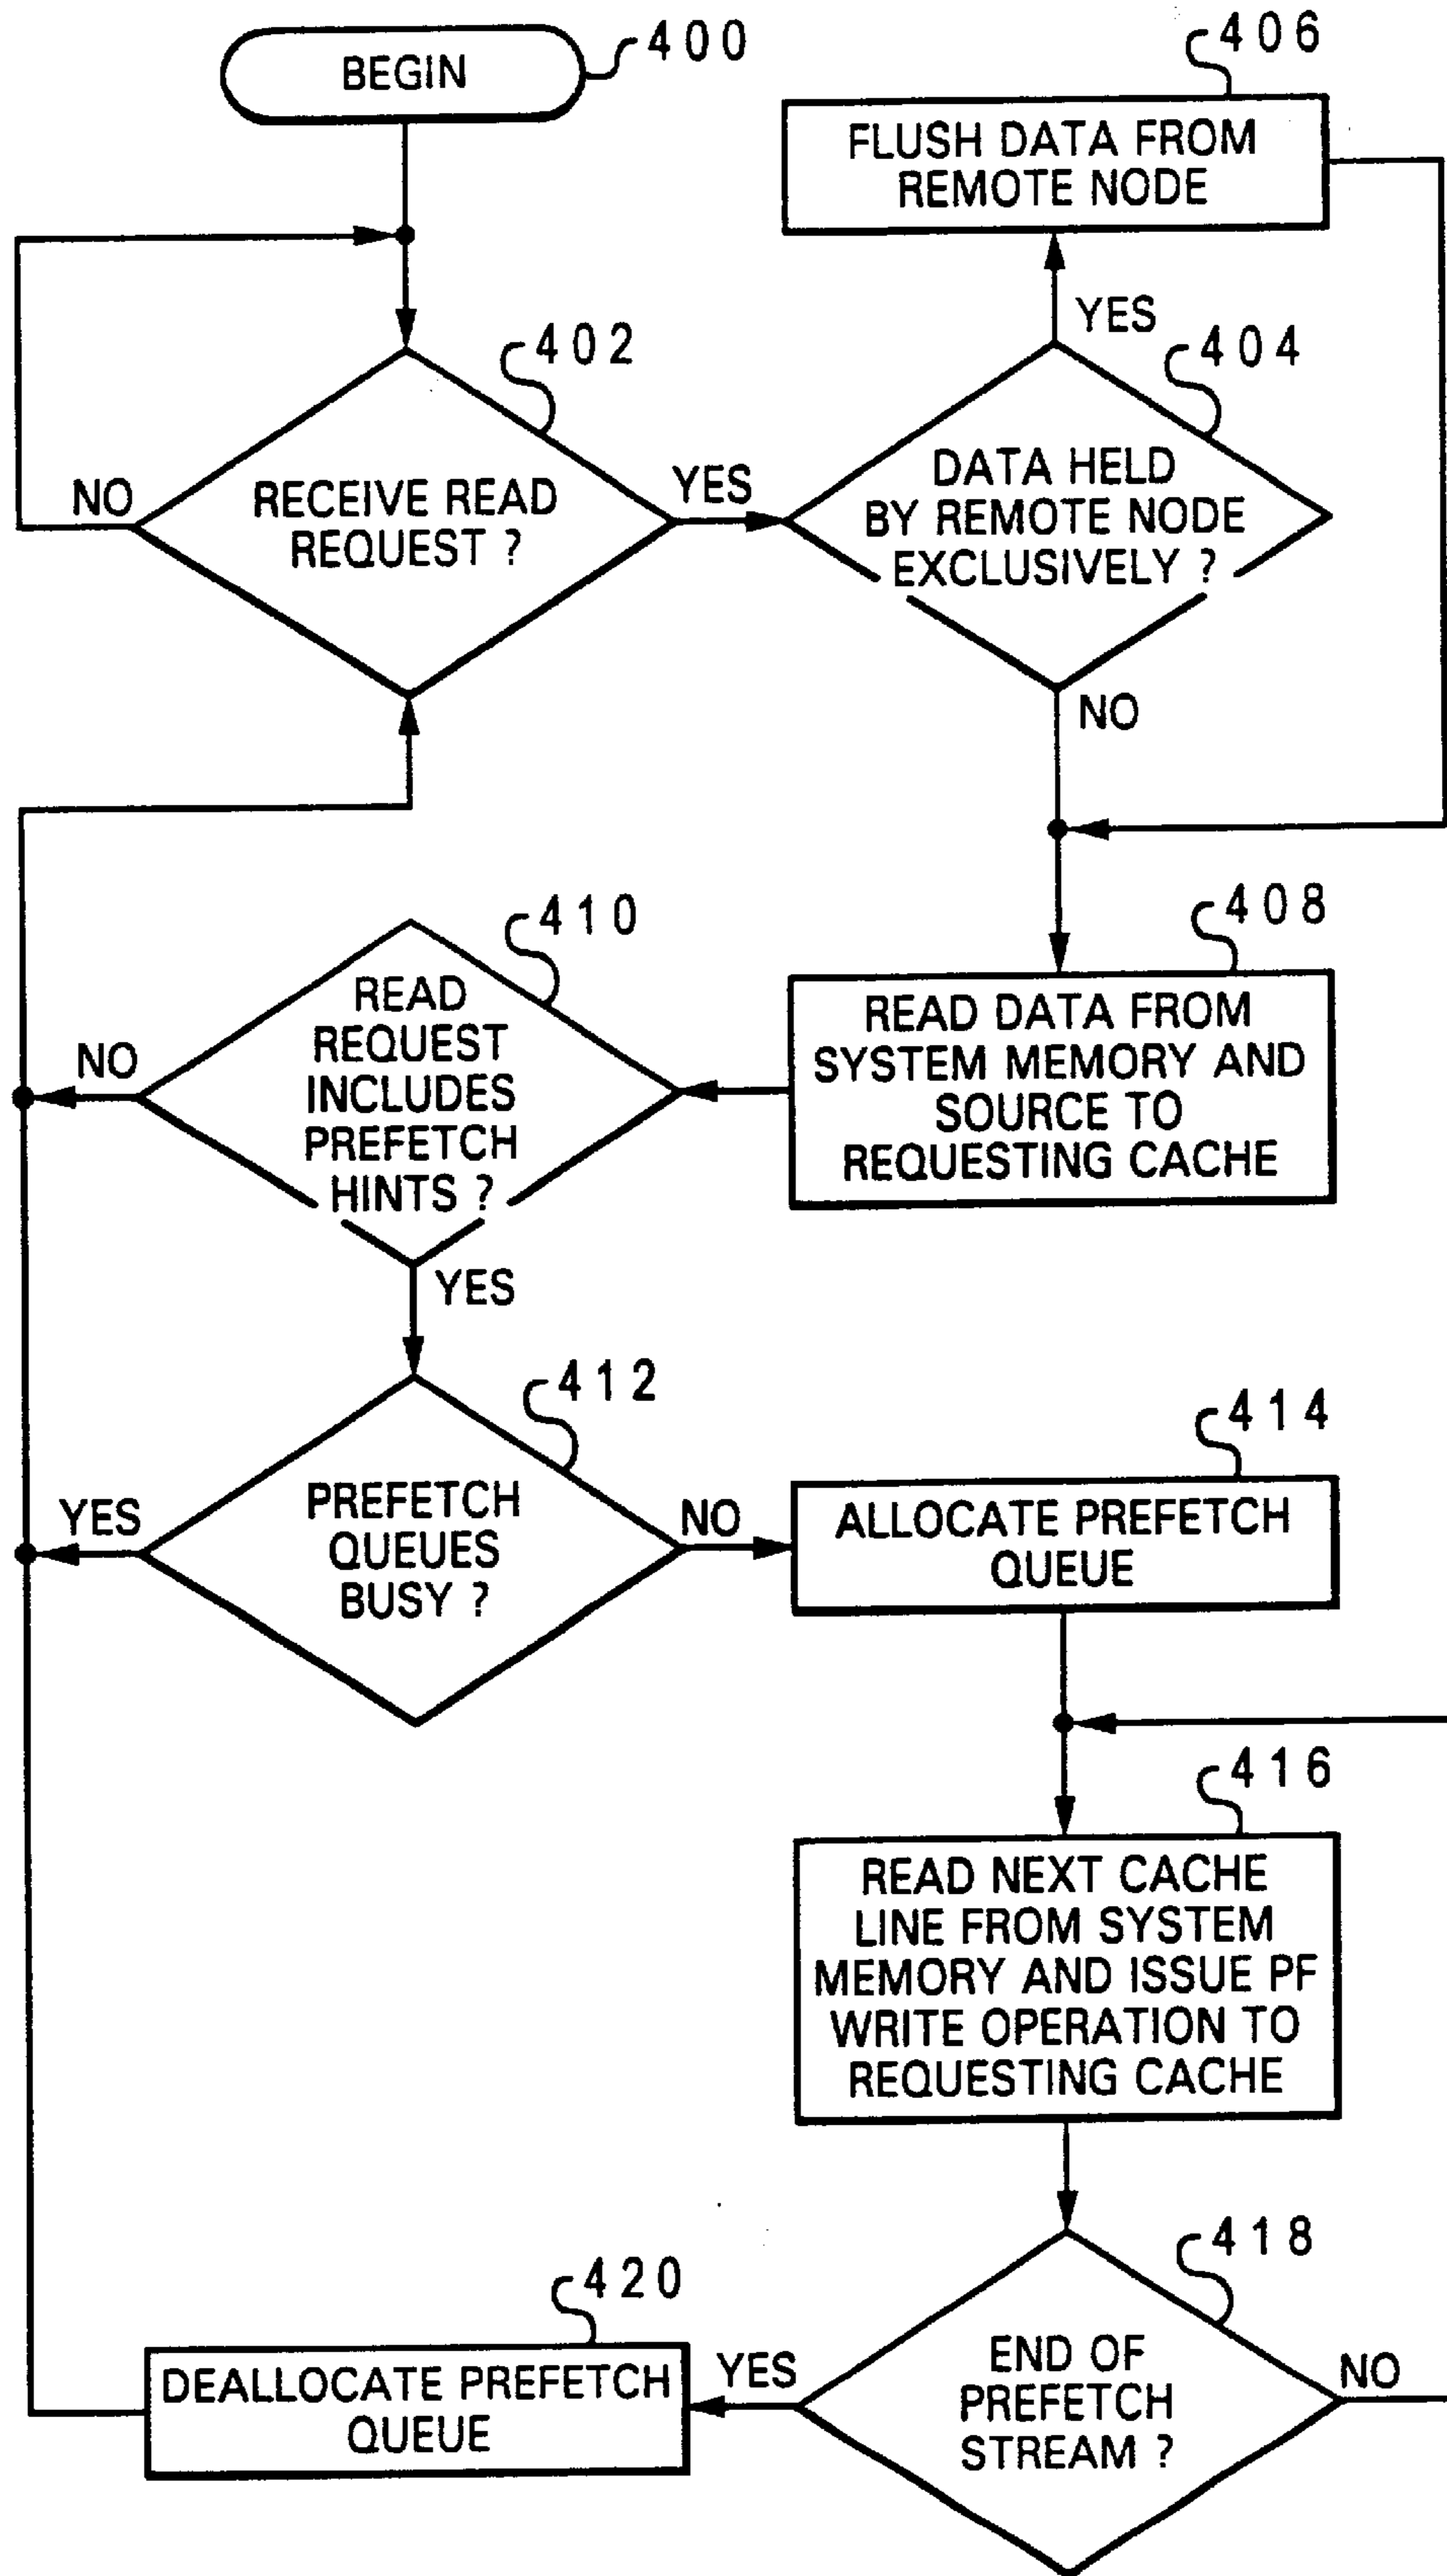 BEGIN
400
406
FLUSH DATA FROM
REMOTE NODE
YES
402
404
NO
RECEIVE READ
REQUEST ?
YES
DATA HELD
BY REMOTE NODE
EXCLUSIVELY ?
NO
410
408
NO
READ
REQUEST
INCLUDES
PREFETCH
HINTS ?
READ DATA FROM
SYSTEM MEMORY AND
SOURCE TO
REQUESTING CACHE
YES
412
414
YES
PREFETCH
QUEUES
BUSY ?
NO
ALLOCATE PREFETCH
QUEUE
416
READ NEXT CACHE
LINE FROM SYSTEM
MEMORY AND ISSUE PF
WRITE OPERATION TO
REQUESTING CACHE
418
420
DEALLOCATE PREFETCH
QUEUE
YES
END OF
PREFETCH
STREAM ?
NO